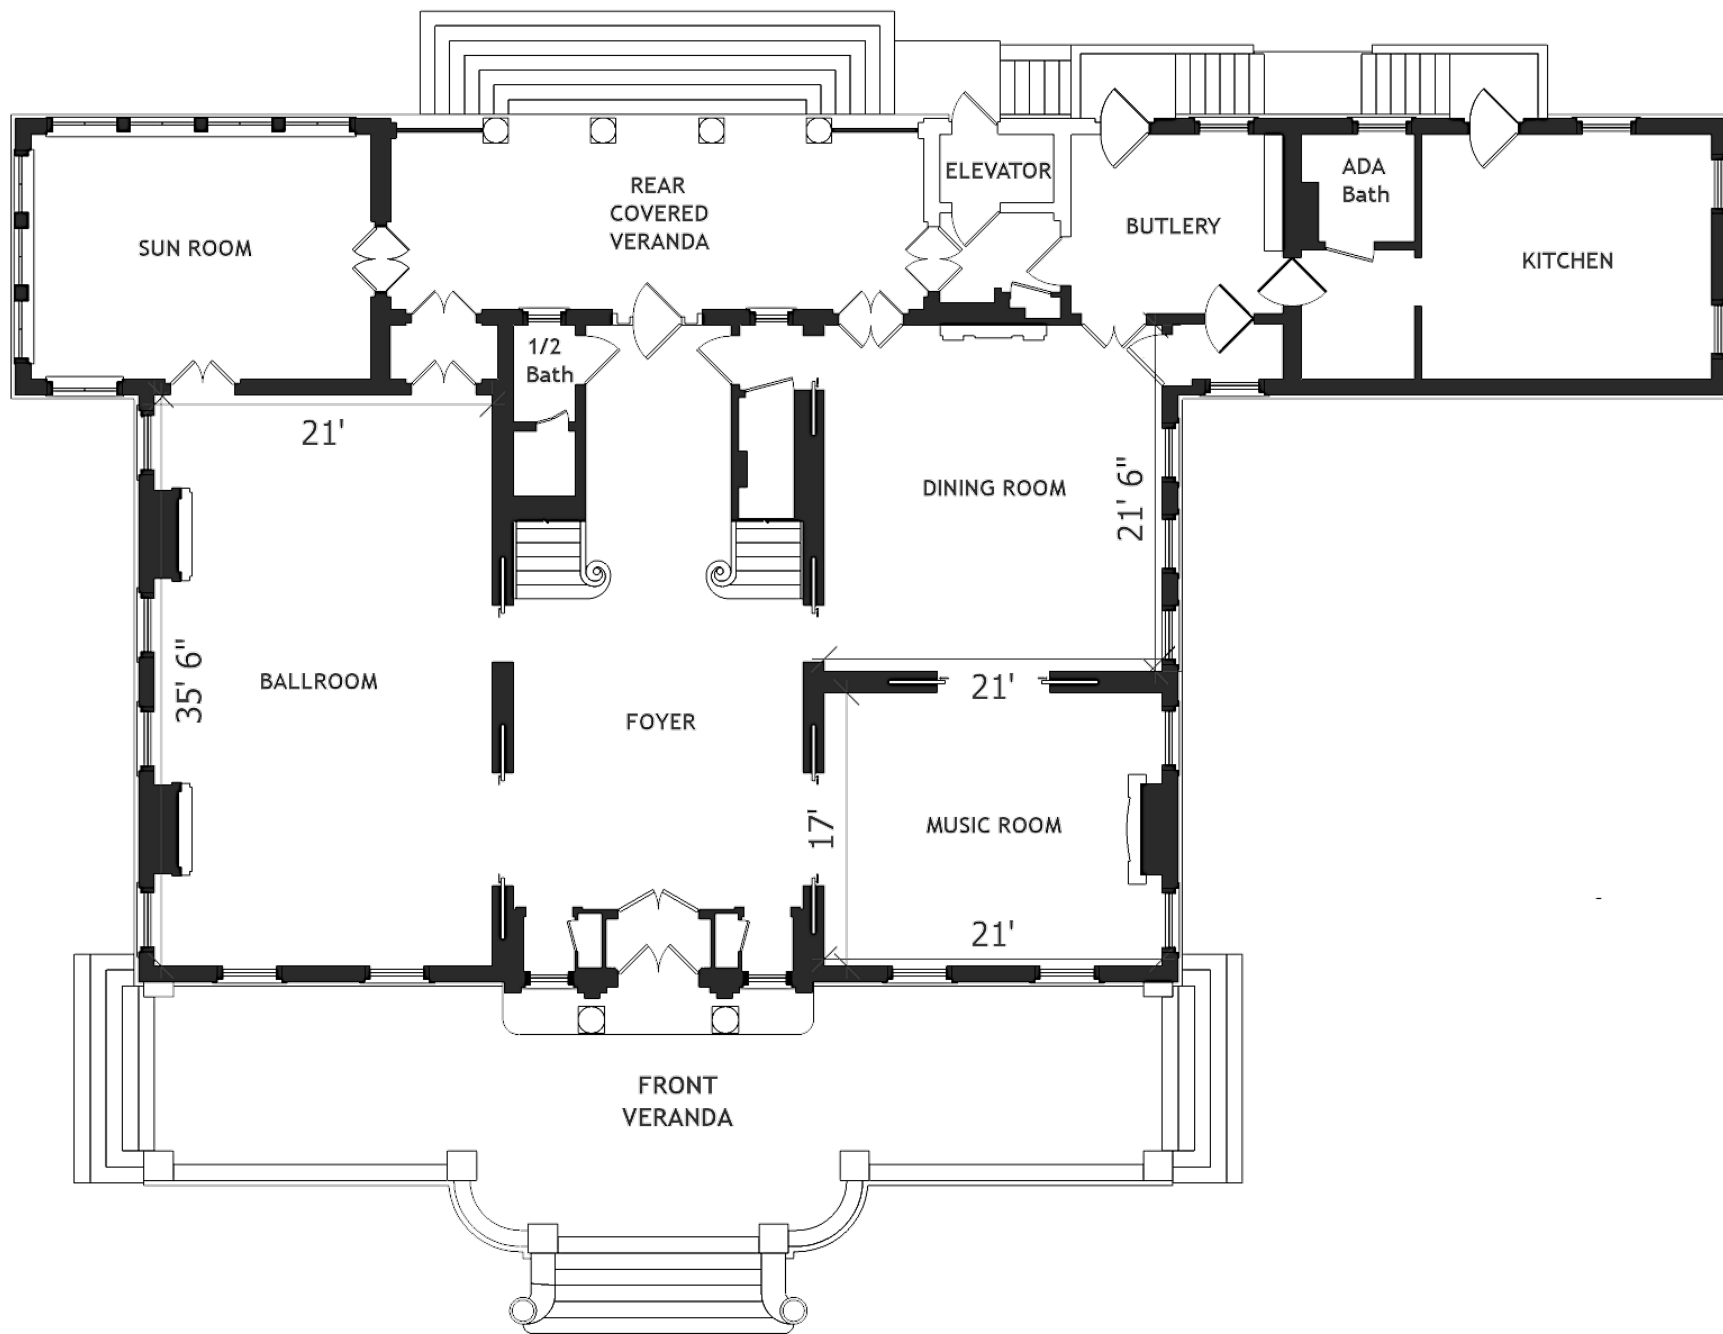 ELEVATOR
ADA
Bath
REAR
COVERED
VERANDA
BUTLERY
SUN ROOM
KITCHEN
1/2
Bath
21'
DINING ROOM
21' 6"
35' 6"
BALLROOM
21'
FOYER
17'
MUSIC ROOM
21'
FRONT
VERANDA